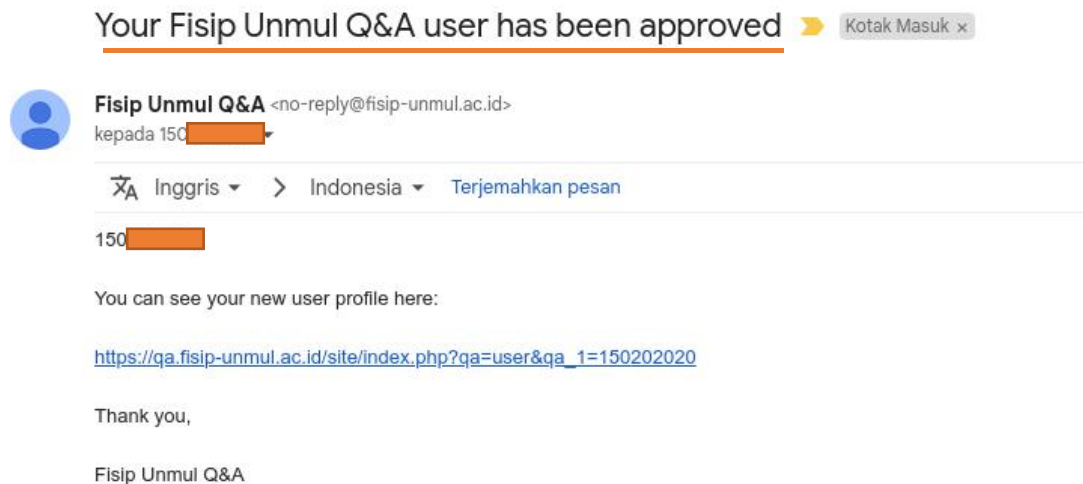 Your Fisip Unmul Q&A user has been approved Kotak Masuk ×
Fisip Unmul Q&A <no-reply@fisip-unmul.ac.id>
kepada 150
Inggris > Indonesia Terjemahkan pesan
150
You can see your new user profile here:
https://qa.fisip-unmul.ac.id/site/index.php?qa=user&qa_1=150202020
Thank you,
Fisip Unmul Q&A